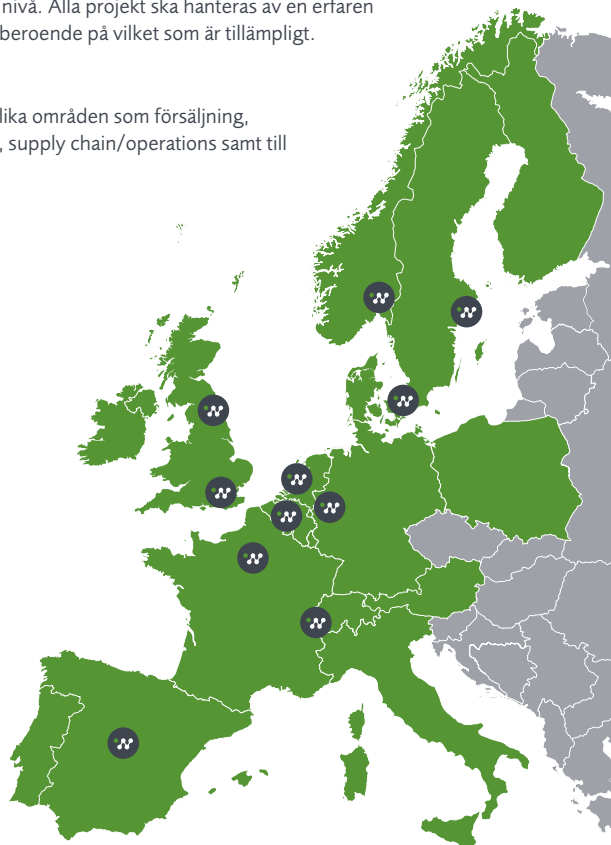 nivå. Alla projekt ska hanteras av en erfaren
beroende på vilket som är tillämpligt.
lika områden som försäljning,
, supply chain/operations samt till